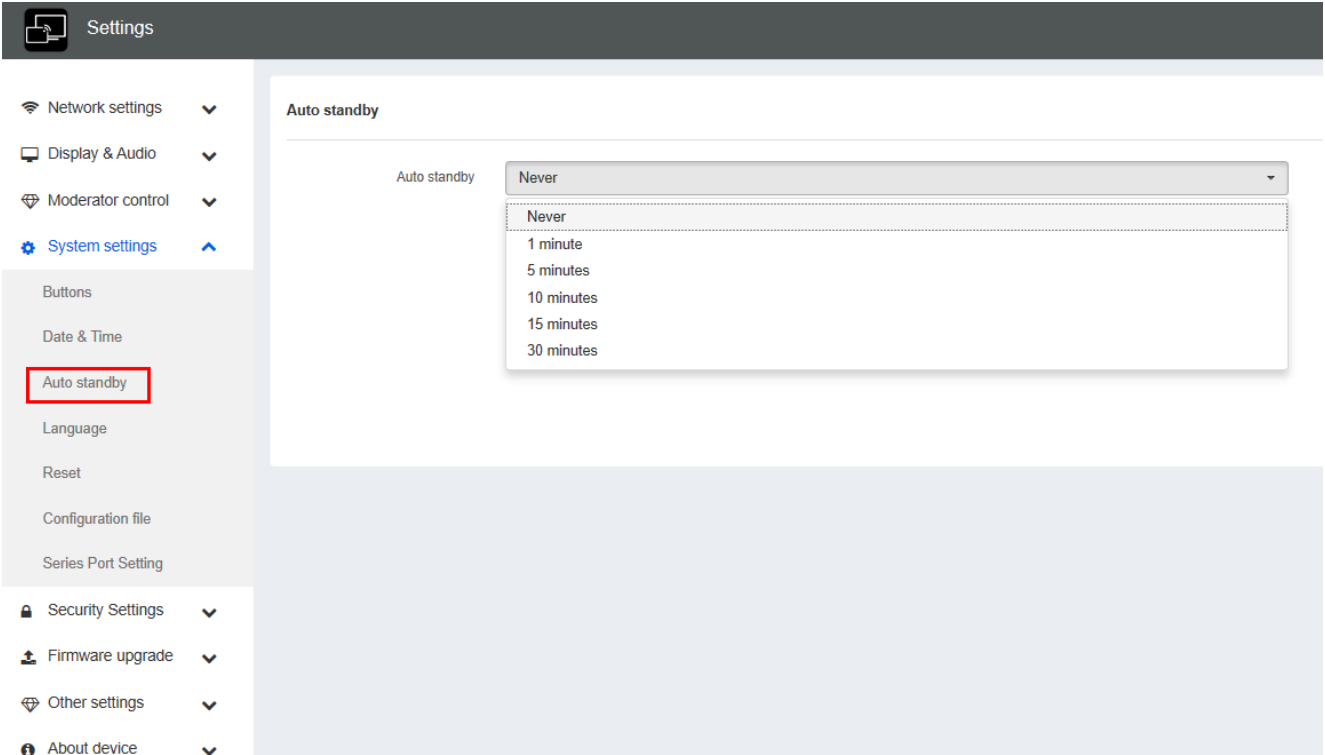 Settings
Network settings
Display & Audio
Moderator control
System settings
Buttons
Date & Time
Auto standby
Language
Reset
Configuration file
Series Port Setting
Security Settings
Firmware upgrade
Other settings
About device
Auto standby
Auto standby Never
Never
1 minute
5 minutes
10 minutes
15 minutes
30 minutes